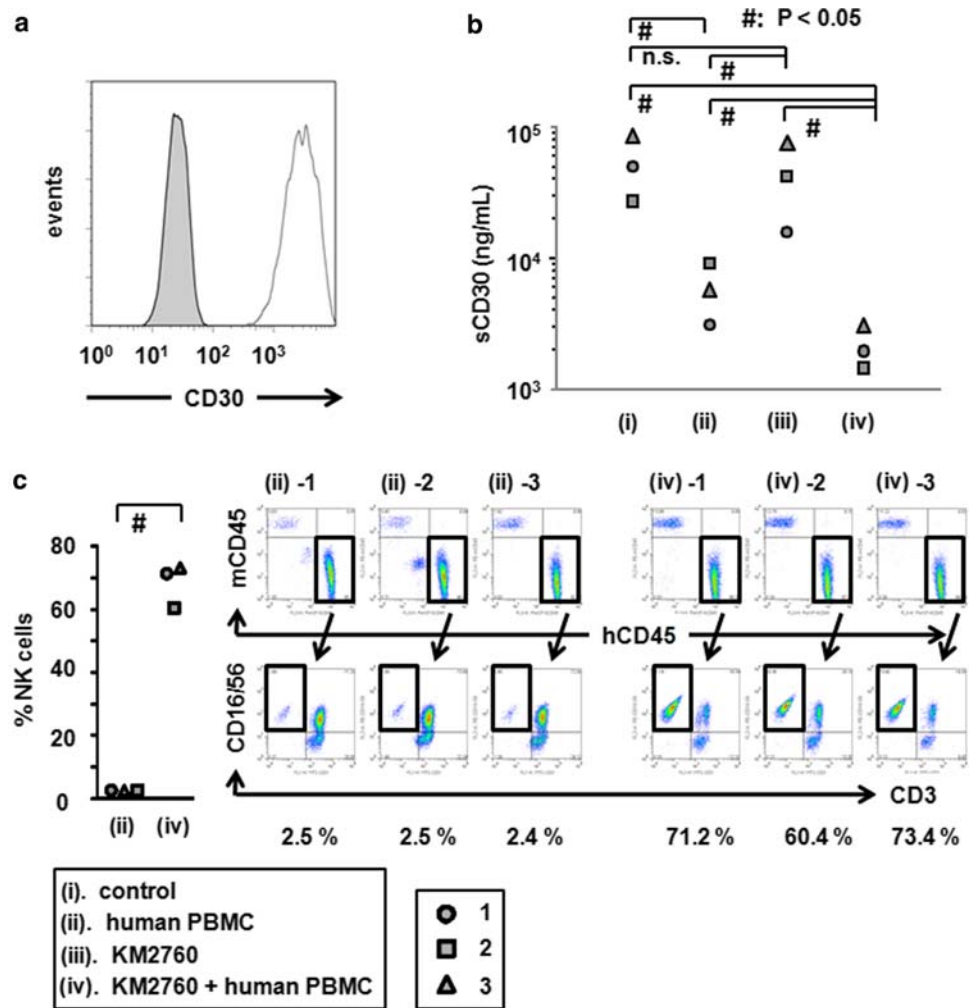 a
events
10⁰ 10¹ 10² 10³
CD30
b
#: P < 0.05
#
n.s.
#
#
#
#
sCD30 (ng/mL)
10⁵
10⁴
10³
(i) (ii) (iii) (iv)
c
#
% NK cells
80
60
40
20
0
(ii) (iv)
(ii) -1 (ii) -2 (ii) -3 (iv) -1 (iv) -2 (iv) -3
mCD45
hCD45
CD16/56
CD3
2.5 % 2.5 % 2.4 % 71.2 % 60.4 % 73.4 %
(i). control
(ii). human PBMC
(iii). KM2760
(iv). KM2760 + human PBMC
1
2
3